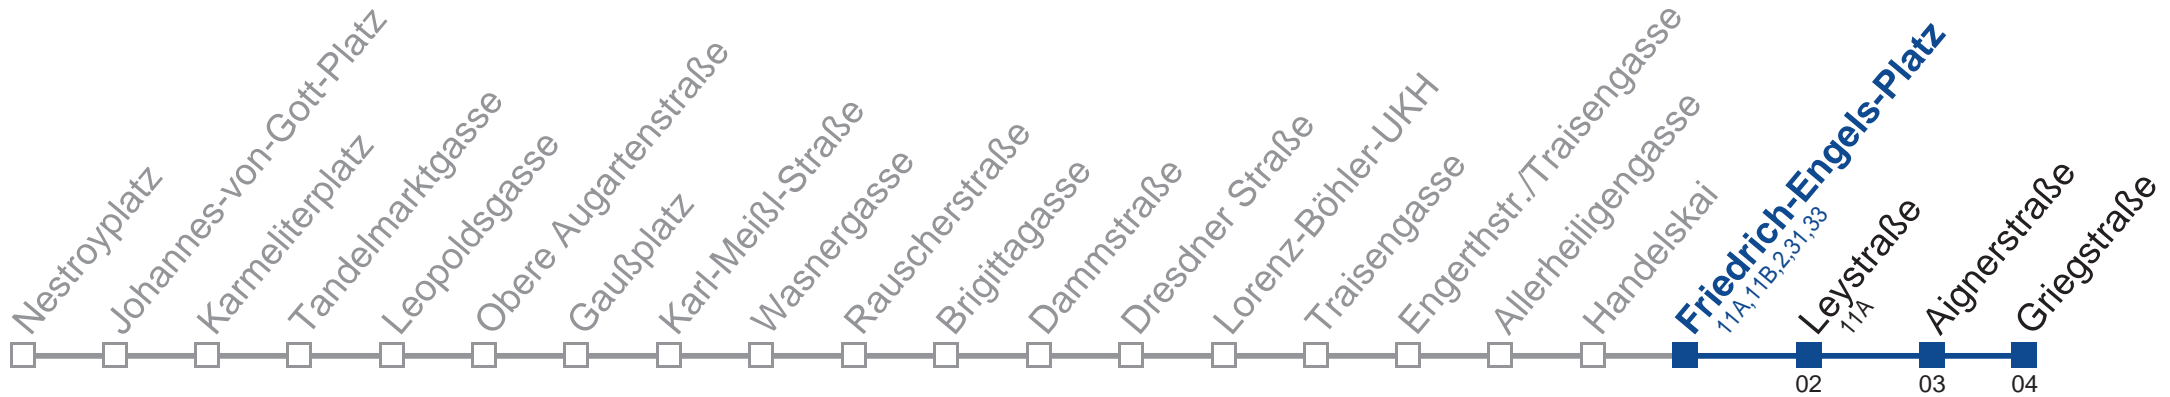 Nestroyplatz
Johannes-von-Gott-Platz
Karmeliterplatz
Tandelmarktgasse
Leopoldsgasse
Obere Augartenstraße
Gaußplatz
Karl-Meißl-Straße
Wasnergasse
Rauscherstraße
Brigittagasse
Dammstraße
Dresdner Straße
Lorenz-Böhler-UKH
Traisengasse
Engerthstr./Traisengasse
Allerheiligengasse
Handelskai
Friedrich-Engels-Platz
11A,11B,2,31,33
Leystraße
11A
Aignerstraße
Griegstraße
02
03
04